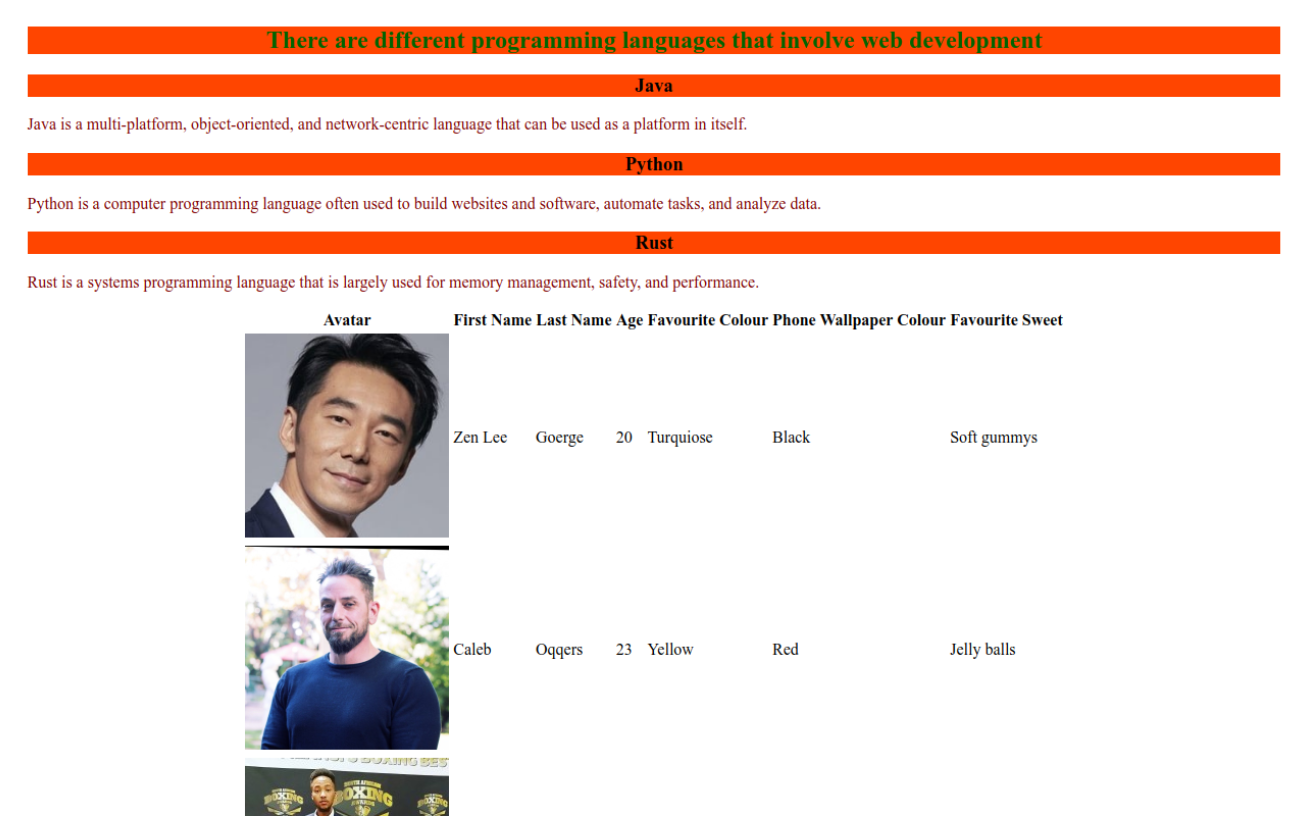 There are different programming languages that involve web development
Java
Java is a multi-platform, object-oriented, and network-centric language that can be used as a platform in itself.
Python
Python is a computer programming language often used to build websites and software, automate tasks, and analyze data.
Rust
Rust is a systems programming language that is largely used for memory management, safety, and performance.
Avatar First Name Last Name Age Favourite Colour Phone Wallpaper Colour Favourite Sweet
Zen Lee Goerge 20 Turquiose Black Soft gummys
Caleb Oqqers 23 Yellow Red Jelly balls
BOXING BES
BOXING BOXING BOXING